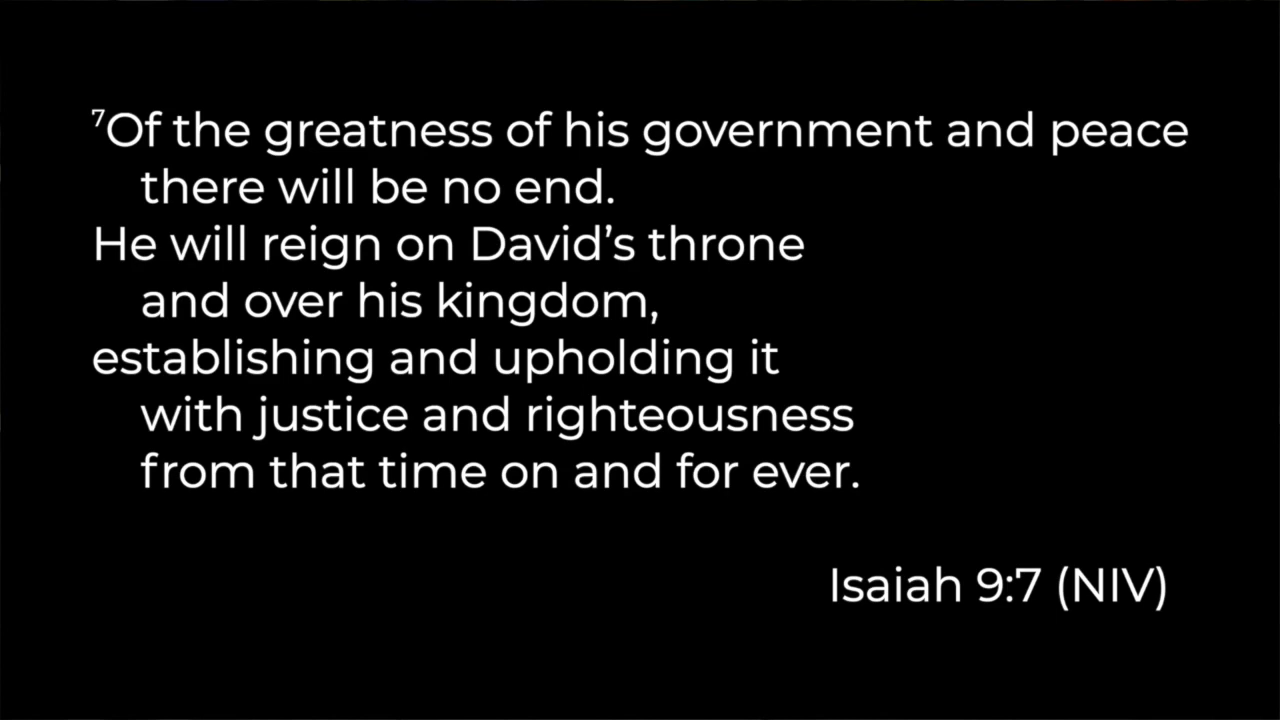 ⁷Of the greatness of his government and peace
there will be no end.
He will reign on David’s throne
and over his kingdom,
establishing and upholding it
with justice and righteousness
from that time on and for ever.
Isaiah 9:7 (NIV)